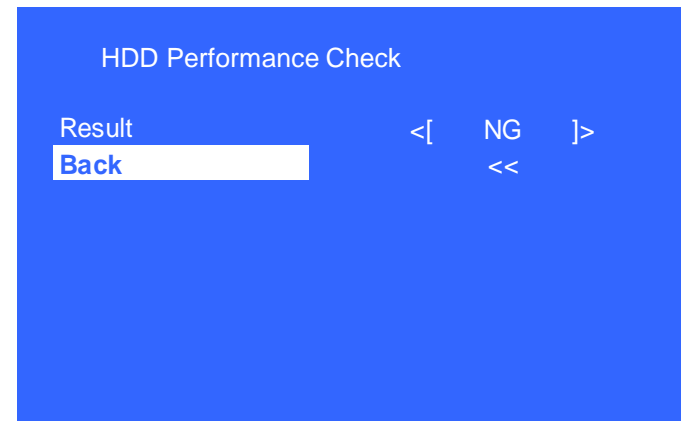 HDD Performance Check
Result <[ NG ]>
Back <<